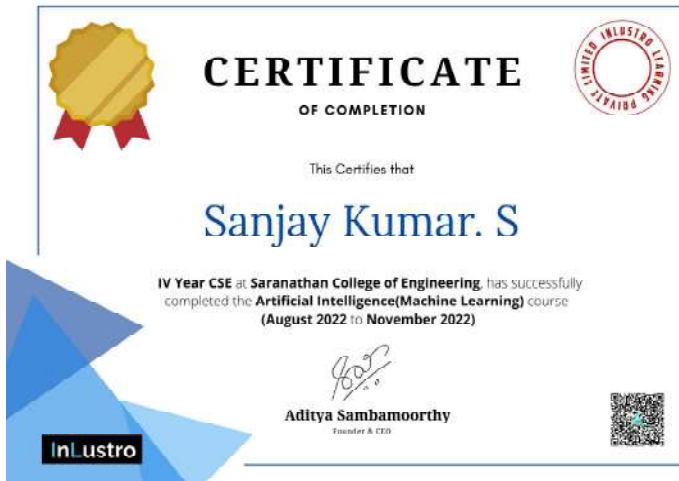 CERTIFICATE
OF COMPLETION
INLUSTRO LEARNING PRIVATE LIMITED
This Certifies that
Sanjay Kumar. S
IV Year CSE at Saranathan College of Engineering, has successfully
completed the Artificial Intelligence(Machine Learning) course
(August 2022 to November 2022)
Aditya Sambamoorthy
Founder & CEO
InLustro